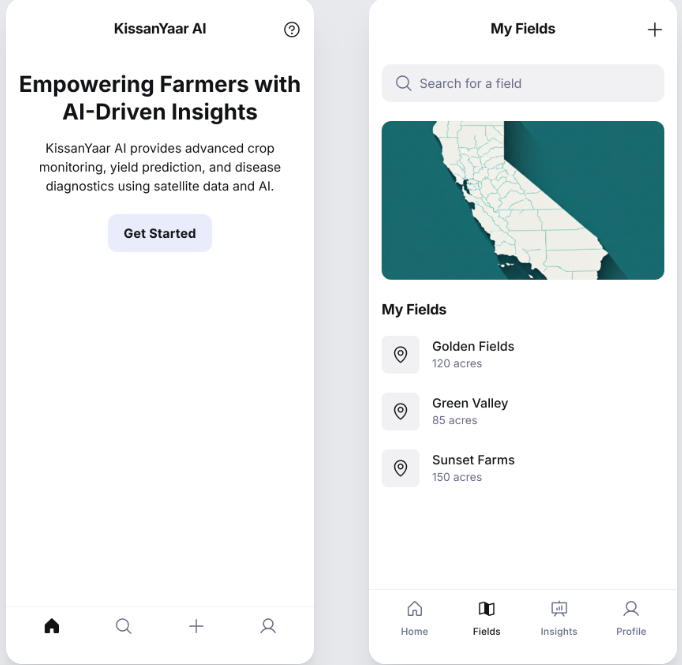 KissanYaar AI
Empowering Farmers with
AI-Driven Insights
KissanYaar AI provides advanced crop
monitoring, yield prediction, and disease
diagnostics using satellite data and AI.
Get Started
My Fields
Search for a field
My Fields
Golden Fields
120 acres
Green Valley
85 acres
Sunset Farms
150 acres
Home
Fields
Insights
Profile